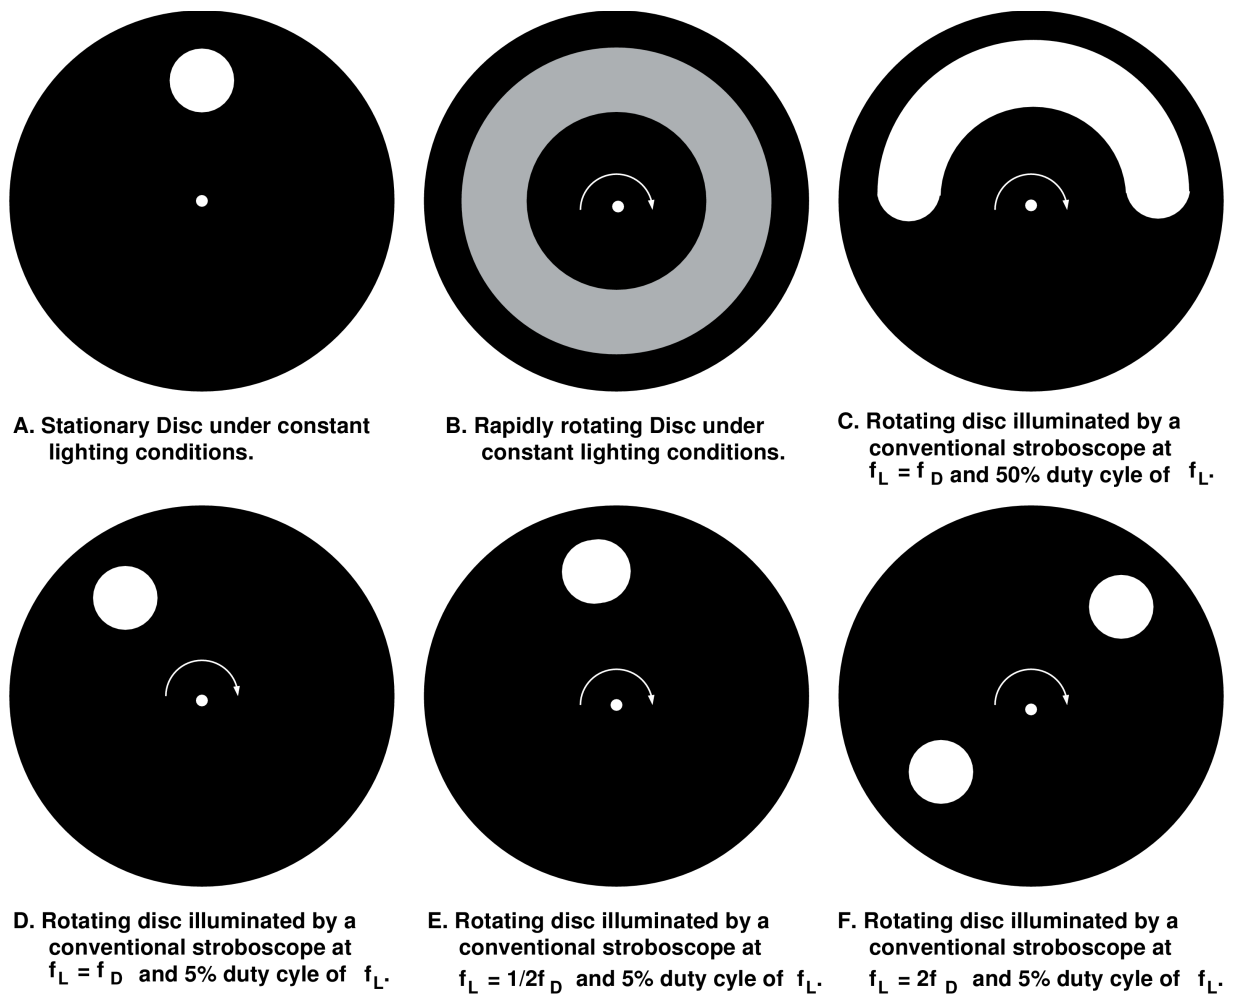 A. Stationary Disc under constant
lighting conditions.
B. Rapidly rotating Disc under
constant lighting conditions.
C. Rotating disc illuminated by a
conventional stroboscope at
f L = f D and 50% duty cyle of f L.
D. Rotating disc illuminated by a
conventional stroboscope at
f L = f D and 5% duty cyle of f L.
E. Rotating disc illuminated by a
conventional stroboscope at
f L = 1/2f D and 5% duty cyle of f L.
F. Rotating disc illuminated by a
conventional stroboscope at
f L = 2f D and 5% duty cyle of f L.